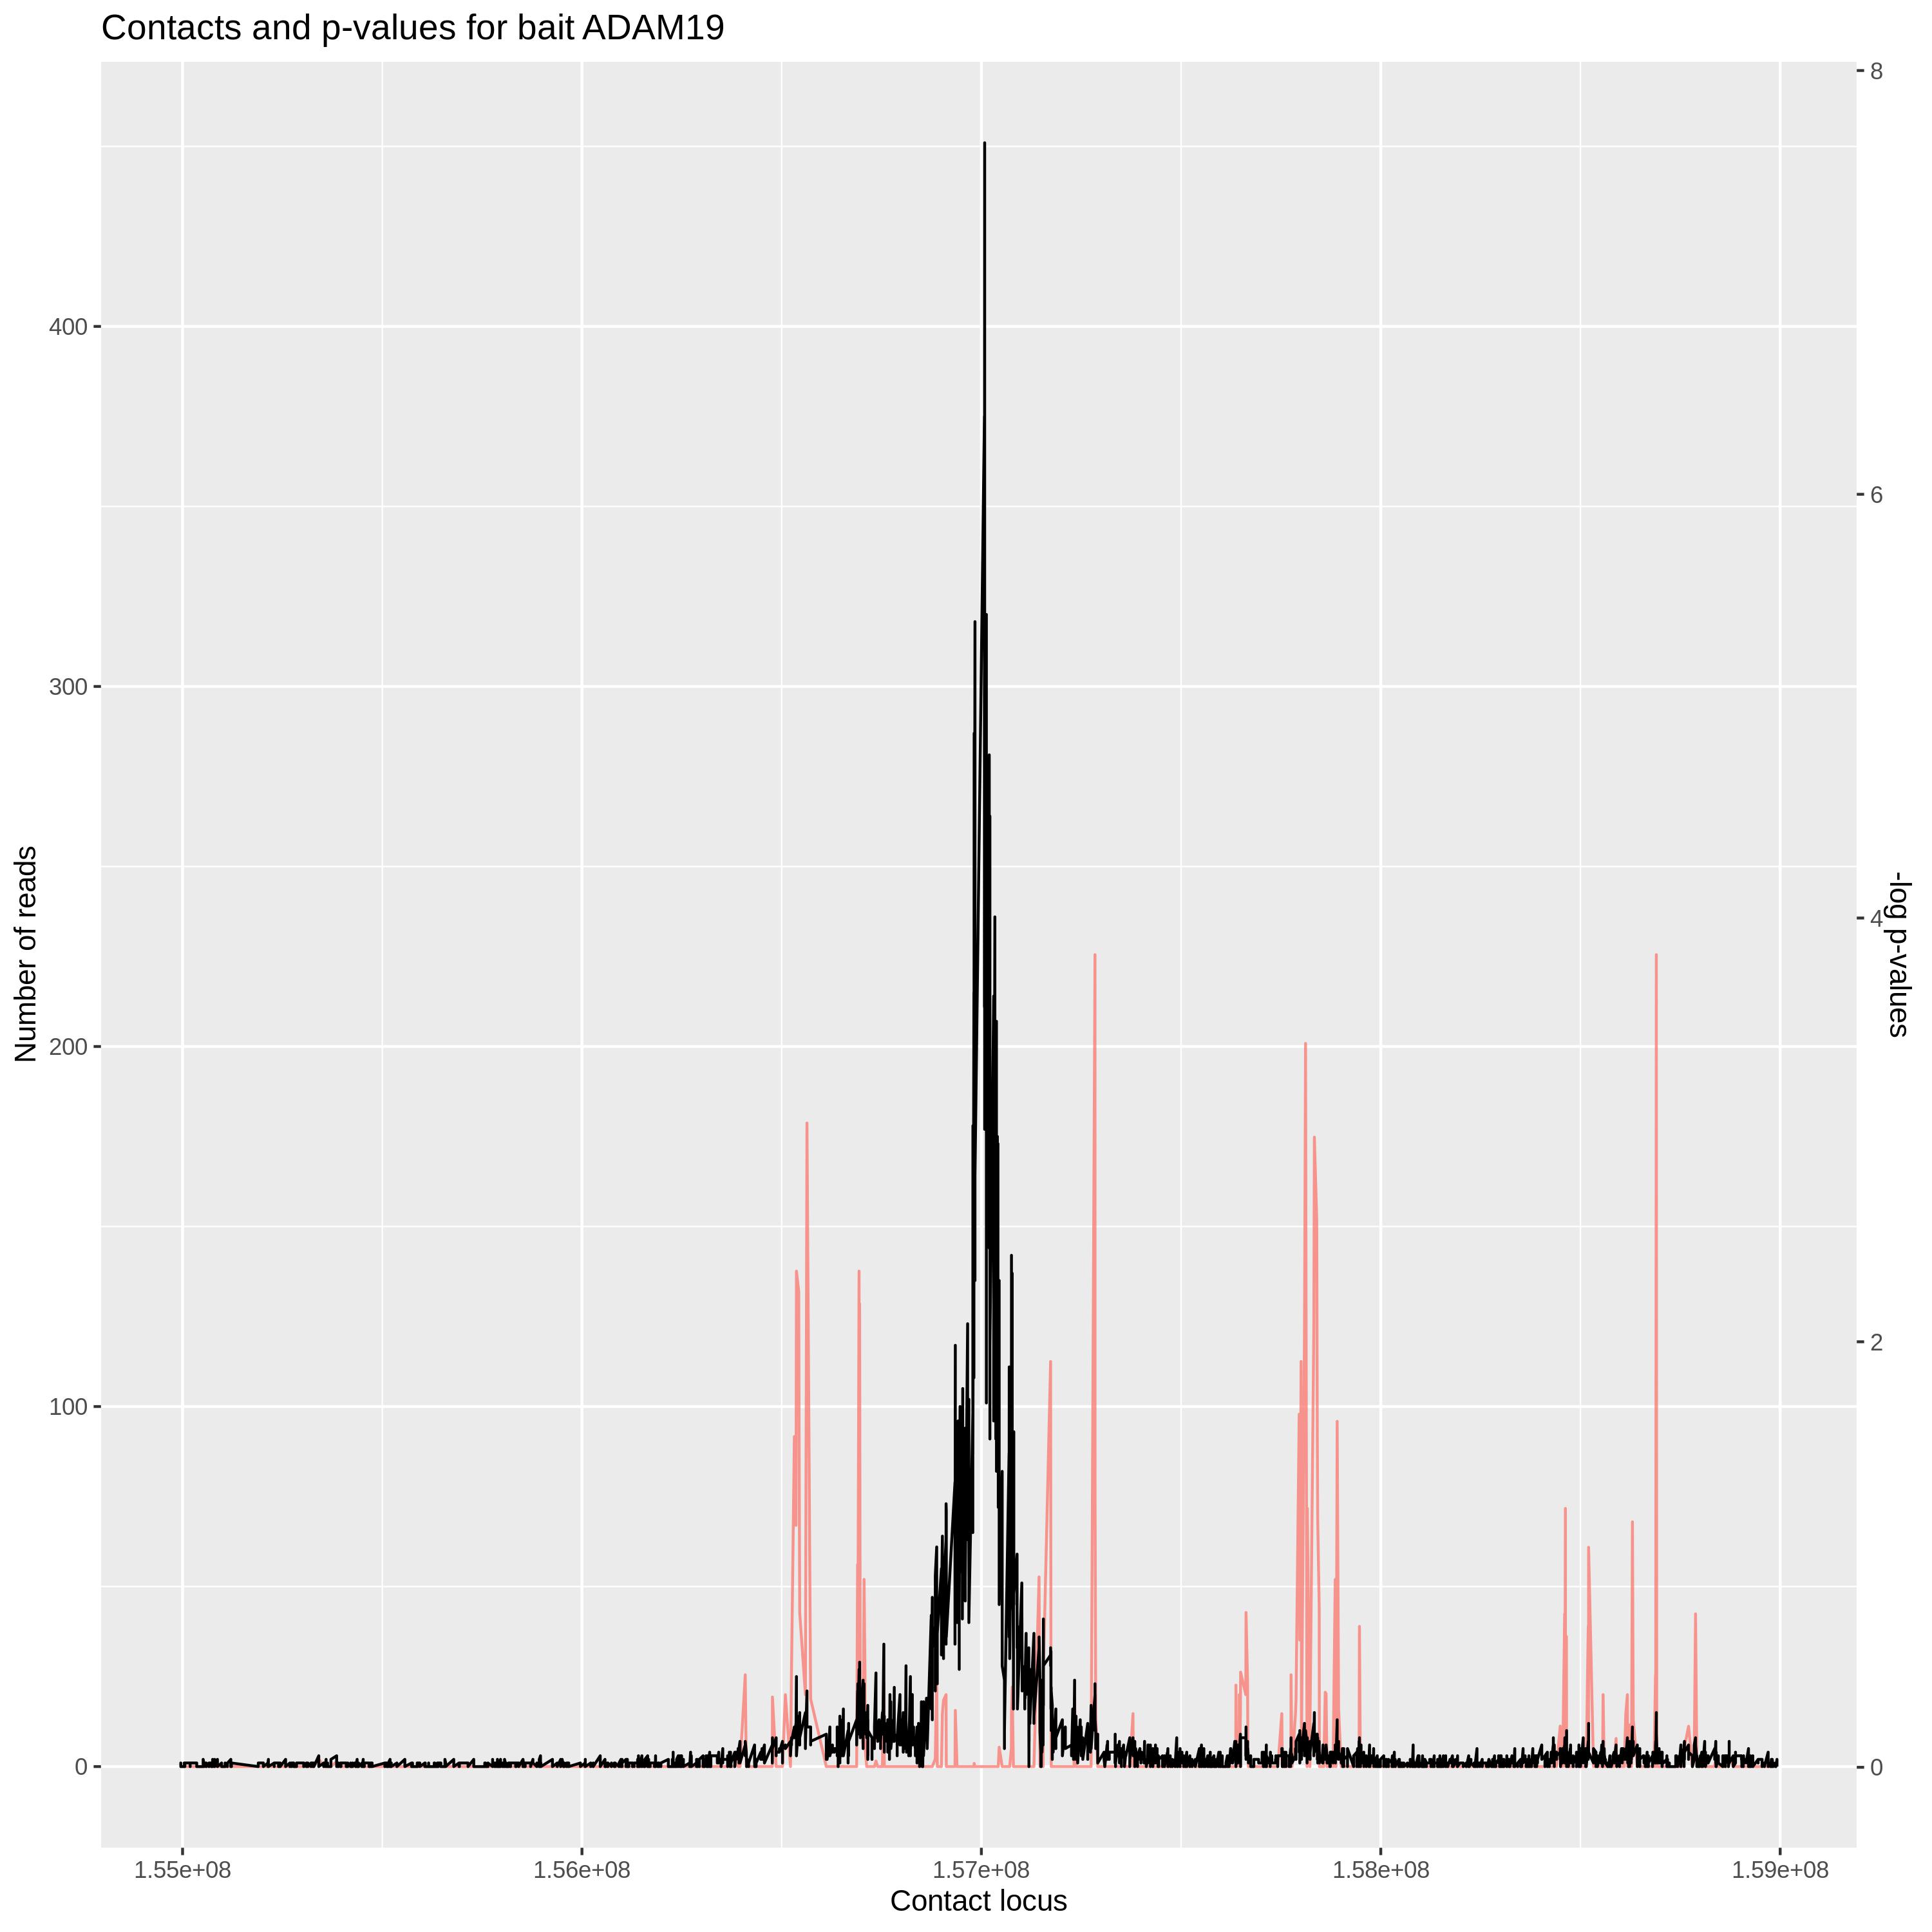 Contacts and p-values for bait ADAM19
8
400
6
300
4
200
2
100
0
0
Number of reads
-log p-values
1.55e+08 1.56e+08 1.57e+08 1.58e+08 1.59e+08
Contact locus